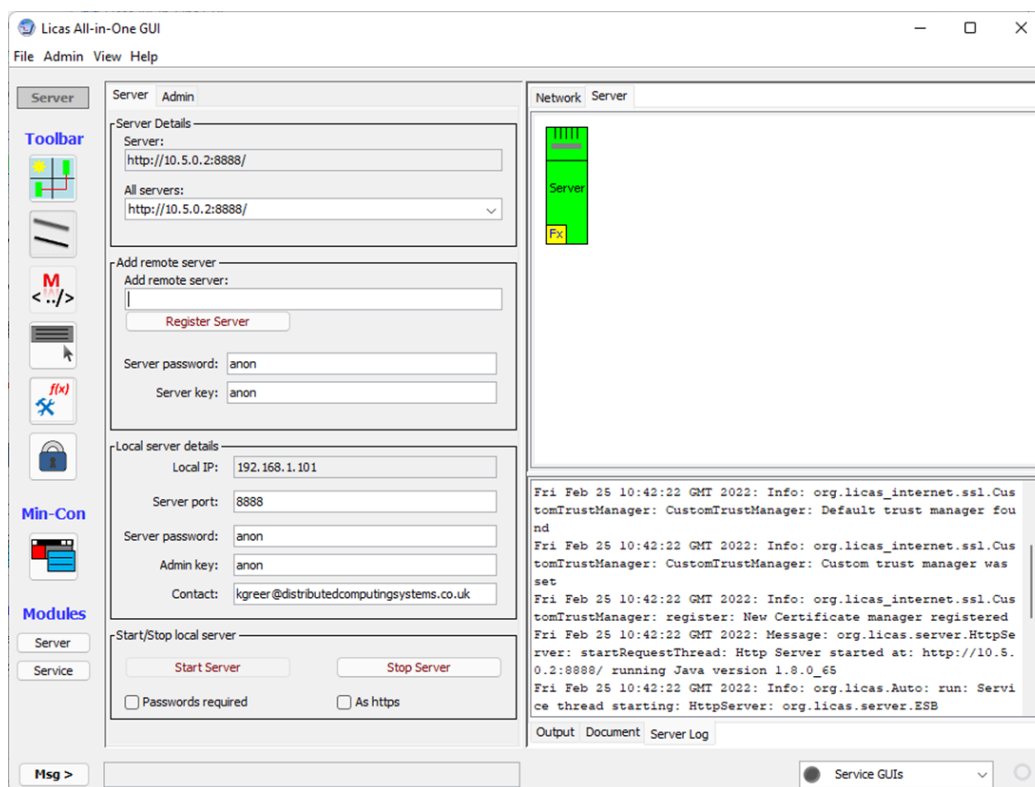 Licas All-in-One GUI
File Admin View Help
Server
Toolbar
M
<../>
f(x)
Min-Con
Modules
Server
Service
Msg >
Server Admin
Server Details
Server:
http://10.5.0.2:8888/
All servers:
http://10.5.0.2:8888/
Add remote server
Add remote server:
Register Server
Server password: anon
Server key: anon
Local server details
Local IP: 192.168.1.101
Server port: 8888
Server password: anon
Admin key: anon
Contact: kgreer@distributedcomputingsystems.co.uk
Start/Stop local server
Start Server Stop Server
Passwords required As https
Network Server
Server
Fx
Fri Feb 25 10:42:22 GMT 2022: Info: org.licas_internet.ssl.Cus
tomTrustManager: CustomTrustManager: Default trust manager fou
nd
Fri Feb 25 10:42:22 GMT 2022: Info: org.licas_internet.ssl.Cus
tomTrustManager: CustomTrustManager: Custom trust manager was
set
Fri Feb 25 10:42:22 GMT 2022: Info: org.licas_internet.ssl.Cus
tomTrustManager: register: New Certificate manager registered
Fri Feb 25 10:42:22 GMT 2022: Message: org.licas.server.HttpSe
rver: startRequestThread: Http Server started at: http://10.5.
0.2:8888/ running Java version 1.8.0_65
Fri Feb 25 10:42:22 GMT 2022: Info: org.licas.Auto: run: Servi
ce thread starting: HttpServer: org.licas.server.ESB
Output Document Server Log
Service GUIs